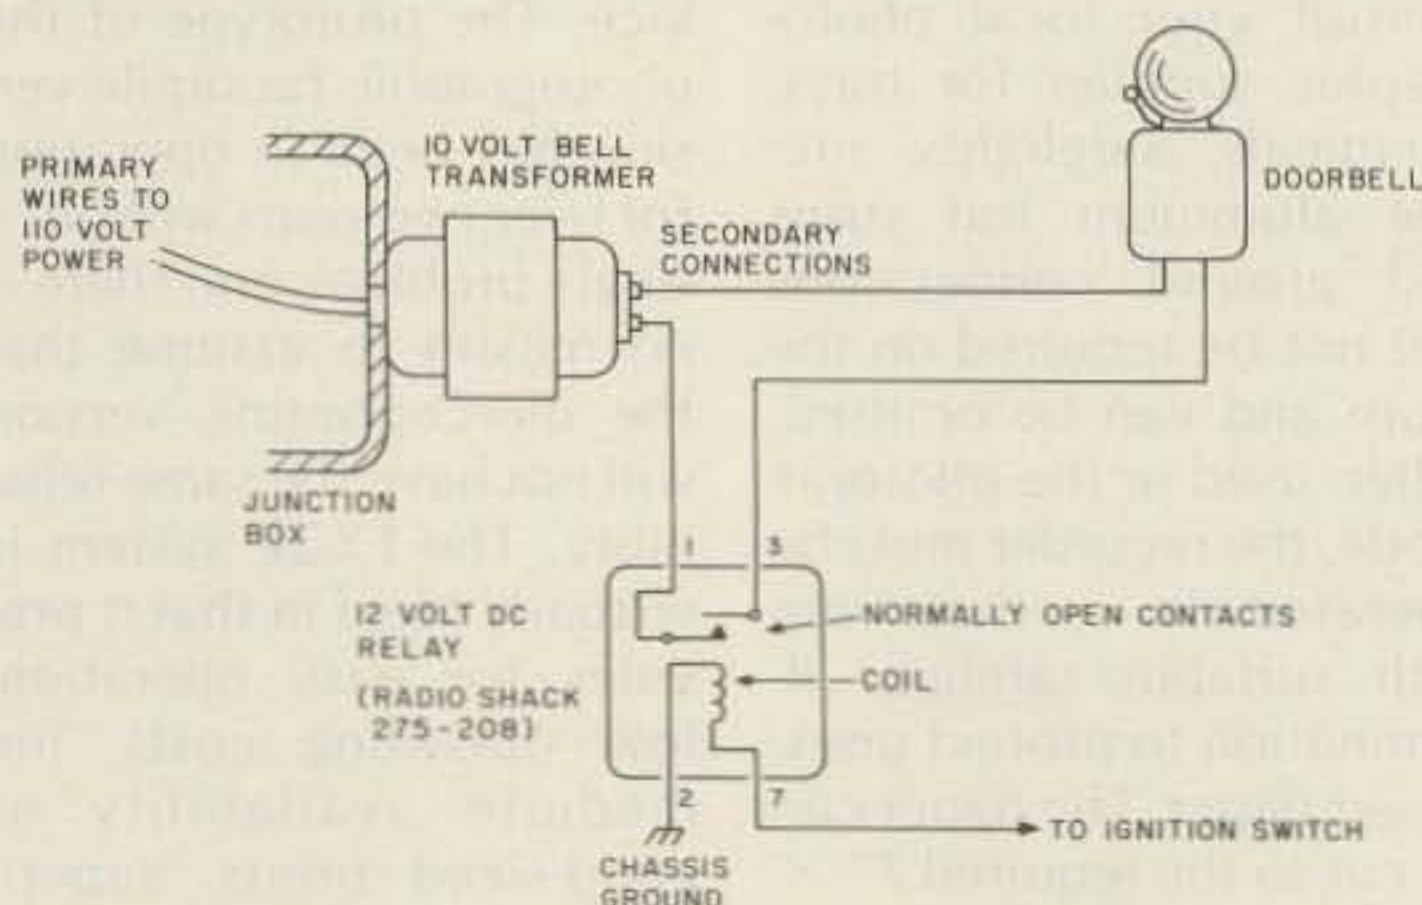 PRIMARY
WIRES TO
110 VOLT
POWER
10 VOLT BELL
TRANSFORMER
SECONDARY
CONNECTIONS
DOORBELL
JUNCTION
BOX
1
3
12 VOLT DC
RELAY
(RADIO SHACK
275-208)
NORMALLY OPEN CONTACTS
COIL
2
7
TO IGNITION SWITCH
CHASSIS
GROUND